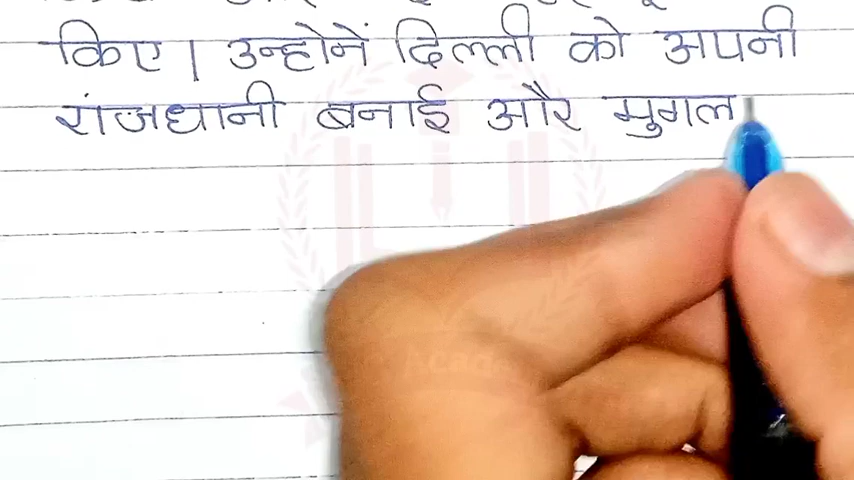 किए। उन्होनें दिल्ली को अपनी
रांजधानी बनाई और मुगल